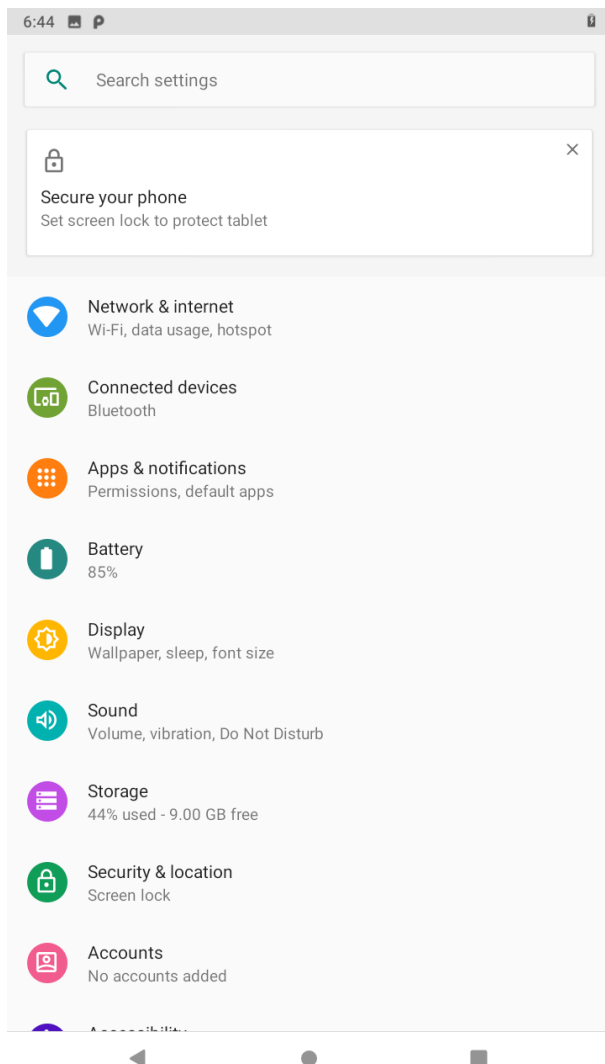 6:44
Search settings
Secure your phone
Set screen lock to protect tablet
Network & internet
Wi-Fi, data usage, hotspot
Connected devices
Bluetooth
Apps & notifications
Permissions, default apps
Battery
85%
Display
Wallpaper, sleep, font size
Sound
Volume, vibration, Do Not Disturb
Storage
44% used - 9.00 GB free
Security & location
Screen lock
Accounts
No accounts added
Accessibility